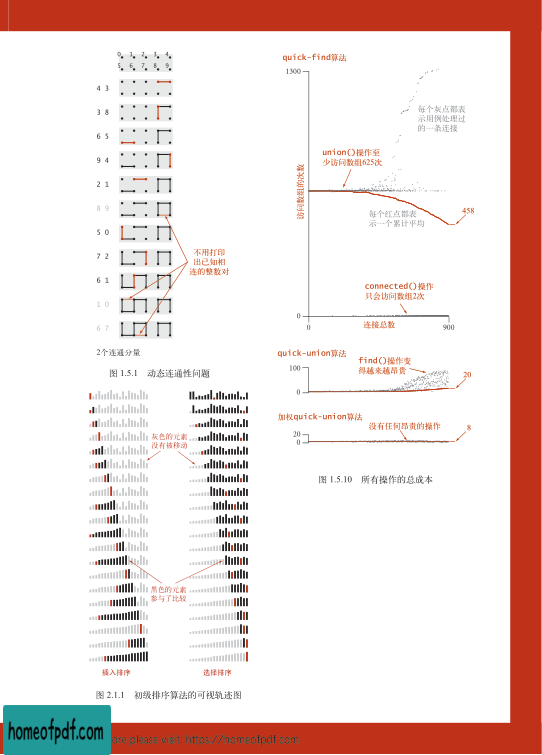 0 1 2 3 4
5 6 7 8 9
4 3
3 8
6 5
9 4
2 1
8 9
5 0
7 2
6 1
1 0
6 7
不用打印
出已知相
连的整数对
2个连通分量
图 1.5.1 动态连通性问题
灰色的元素
没有被移动
黑色的元素
参与了比较
插入排序
选择排序
图 2.1.1 初级排序算法的可视轨迹图
quick-find算法
1300
每个灰点都表
示用例处理过
的一条连接
union()操作至
少访问数组625次
访问数组的次数
每个红点都表
示一个累计平均
458
connected()操作
只会访问数组2次
0
0
连接总数
900
quick-union算法
find()操作变
得越来越昂贵
100
20
0
加权quick-union算法
没有任何昂贵的操作
20
8
0
图 1.5.10 所有操作的总成本
homeofpdf.com
please visit: https://homeofpdf.com